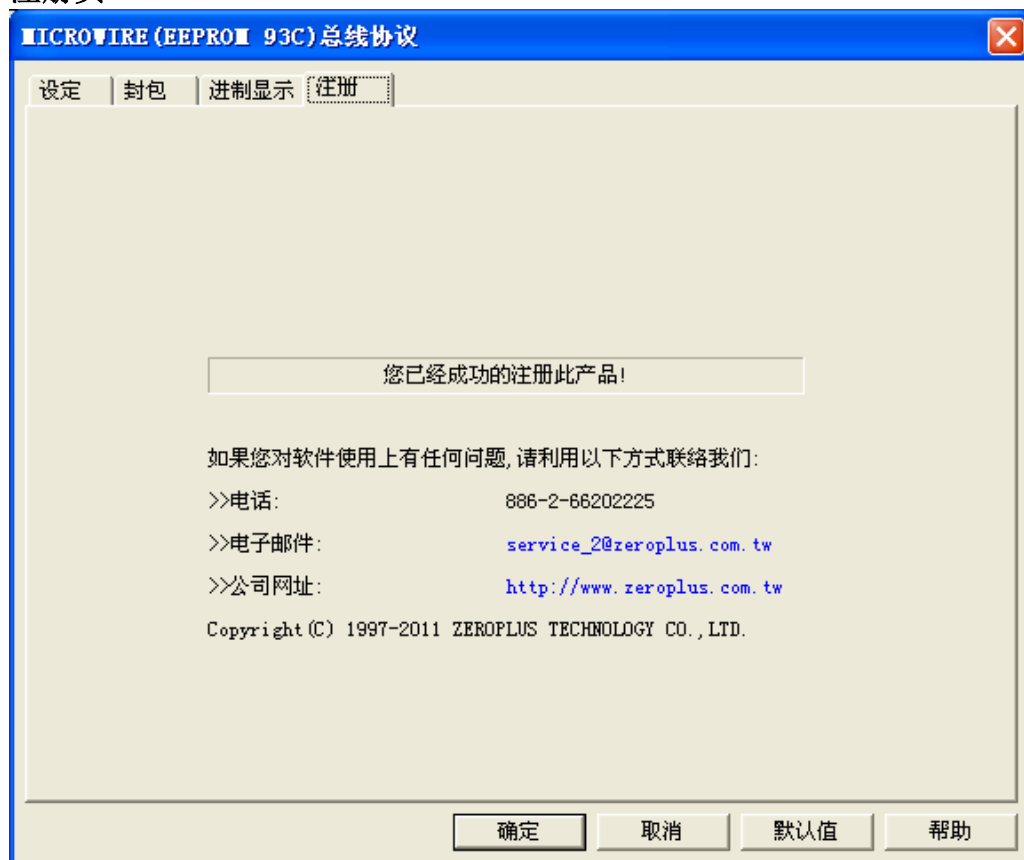 MICROWIRE(EEPROM 93C)总线协议
设定 封包 进制显示 注册
您已经成功的注册此产品!
如果您对软件使用上有任何问题,请利用以下方式联络我们:
>>电话: 886-2-66202225
>>电子邮件: service_2@zeroplus.com.tw
>>公司网址: http://www.zeroplus.com.tw
Copyright(C) 1997-2011 ZEROPLUS TECHNOLOGY CO.,LTD.
确定 取消 默认值 帮助